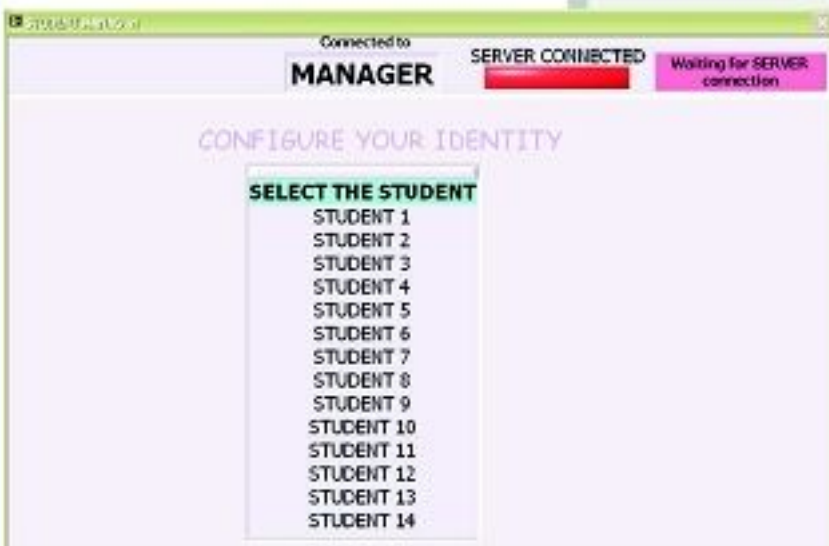 Connected to
MANAGER
SERVER CONNECTED
Waiting for SERVER
connection
CONFIGURE YOUR IDENTITY
SELECT THE STUDENT
STUDENT 1
STUDENT 2
STUDENT 3
STUDENT 4
STUDENT 5
STUDENT 6
STUDENT 7
STUDENT 8
STUDENT 9
STUDENT 10
STUDENT 11
STUDENT 12
STUDENT 13
STUDENT 14